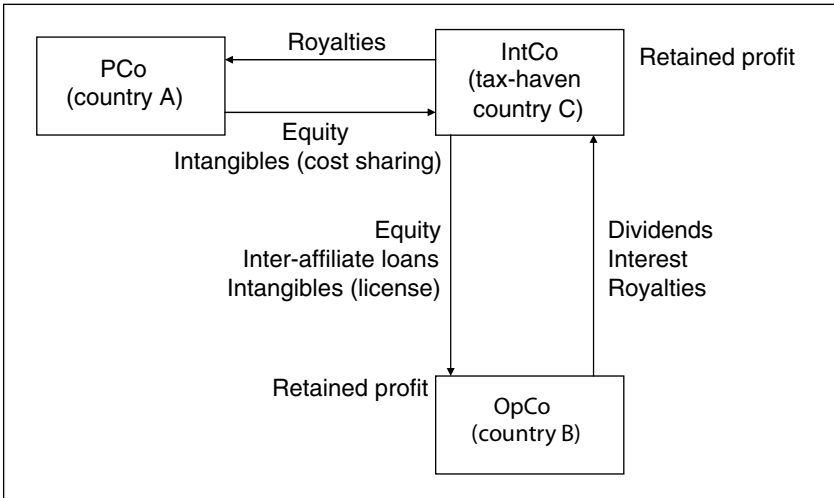 Royalties
PCo
(country A)
IntCo
(tax-haven
country C)
Retained profit
Equity
Intangibles (cost sharing)
Equity
Inter-affiliate loans
Intangibles (license)
Dividends
Interest
Royalties
Retained profit
OpCo
(country B)